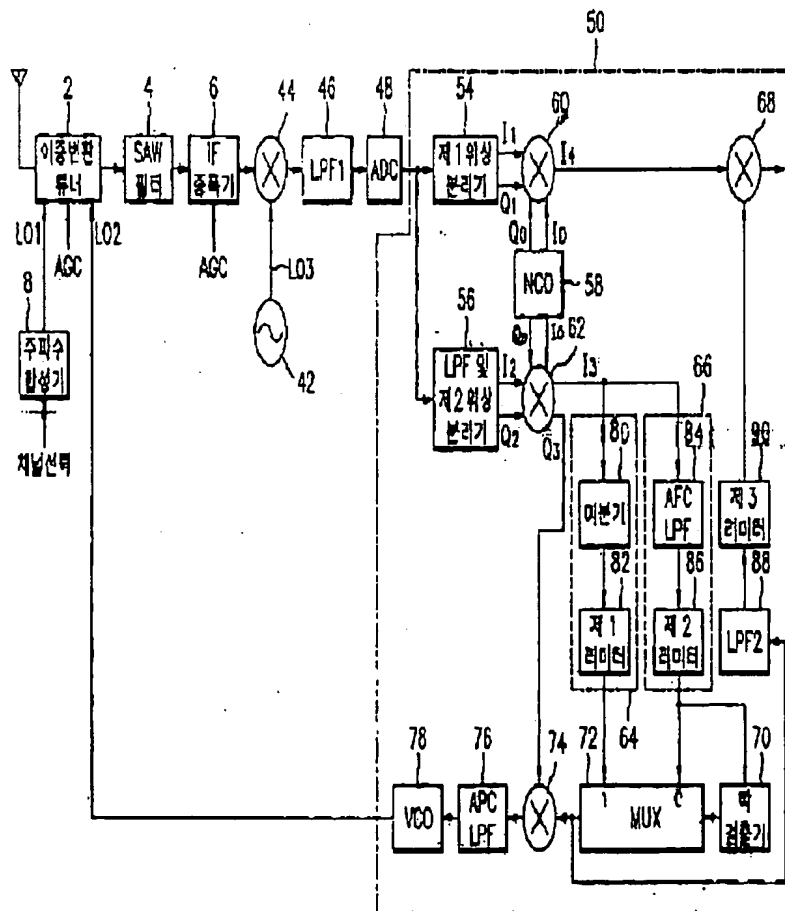 50
2
4
6
44
46
48
54
60
68
이중변환
튜너
SAW
필터
IF
증폭기
LPF1
ADC
제1위상
분리기
I1
Q1
I4
LO1
AGC
LO2
AGC
LO3
42
8
주파수
합성기
채널선택
NCO
58
56
62
LPF 및
제2위상
분리기
I2
Q2
I3
Q3
66
80
84
90
미분기
AFC
LPF
제3
리미터
82
86
88
제1
리미터
제2
리미터
LPF2
64
78
76
74
72
70
VCO
APC
LPF
1
MUX
락
검출기